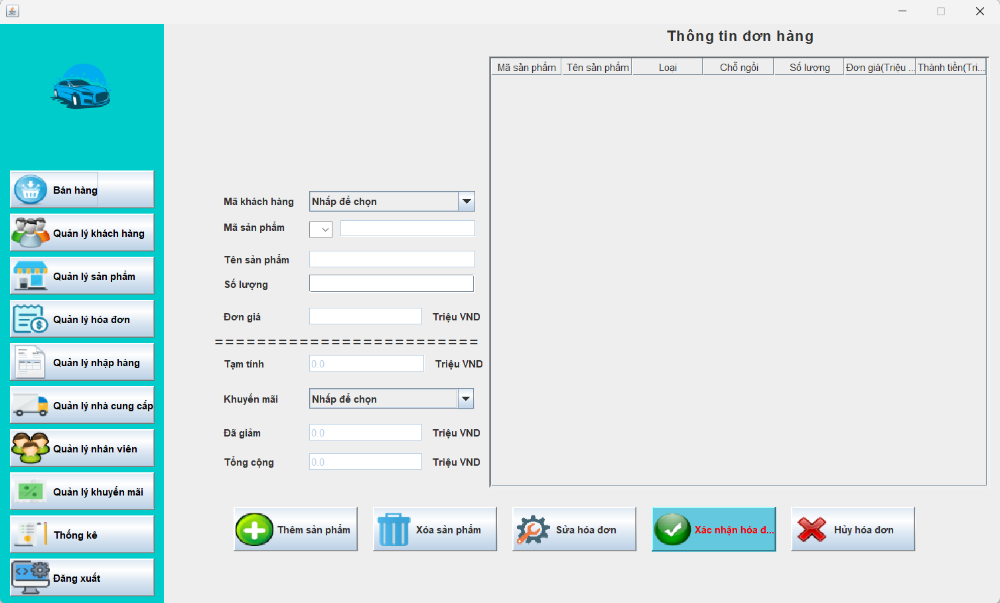 Thông tin đơn hàng
Mã sản phẩm Tên sản phẩm Loại Chỗ ngồi Số lượng Đơn giá(Triệu ... Thành tiền(Tri...
Bán hàng
Quản lý khách hàng
Quản lý sản phẩm
Quản lý hóa đơn
Quản lý nhập hàng
Quản lý nhà cung cấp
Quản lý nhân viên
Quản lý khuyến mãi
Thống kê
Đăng xuất
Mã khách hàng Nhấp để chọn
Mã sản phẩm
Tên sản phẩm
Số lượng
Đơn giá Triệu VND
=========================
Tạm tính 0.0 Triệu VND
Khuyến mãi Nhấp để chọn
Đã giảm 0.0 Triệu VND
Tổng cộng 0.0 Triệu VND
Thêm sản phẩm Xóa sản phẩm Sửa hóa đơn Xác nhận hóa đ... Hủy hóa đơn